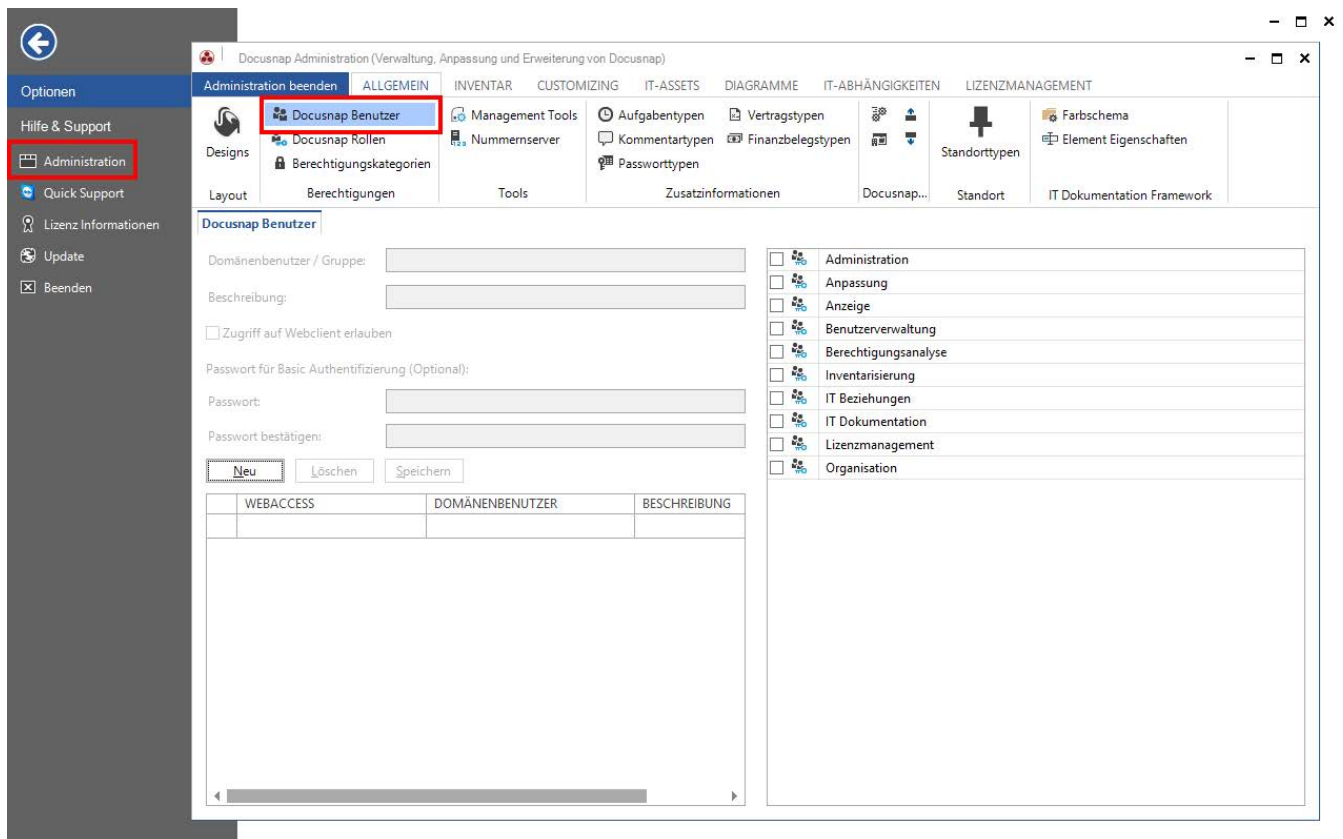 Docusnap Administration (Verwaltung, Anpassung und Erweiterung von Docusnap)
Optionen
Hilfe & Support
Administration
Quick Support
Lizenz Informationen
Update
Beenden
Administration beenden ALLGEMEIN INVENTAR CUSTOMIZING IT-ASSETS DIAGRAMME IT-ABHÄNGIGKEITEN LIZENZMANAGEMENT
Designs
Layout
Docusnap Benutzer
Docusnap Rollen
Berechtigungskategorien
Berechtigungen
Management Tools
Nummernserver
Tools
Aufgabentypen Vertragstypen
Kommentartypen Finanzbelegstypen
Passworttypen
Zusatzinformationen
Docusnap...
Standorttypen
Standort
Farbschema
Element Eigenschaften
IT Dokumentation Framework
Docusnap Benutzer
Domänenbenutzer / Gruppe:
Beschreibung:
Zugriff auf Webclient erlauben
Passwort für Basic Authentifizierung (Optional):
Passwort:
Passwort bestätigen:
Neu Löschen Speichern
WEBACCESS DOMÄNENBENUTZER BESCHREIBUNG
Administration
Anpassung
Anzeige
Benutzerverwaltung
Berechtigungsanalyse
Inventarisierung
IT Beziehungen
IT Dokumentation
Lizenzmanagement
Organisation